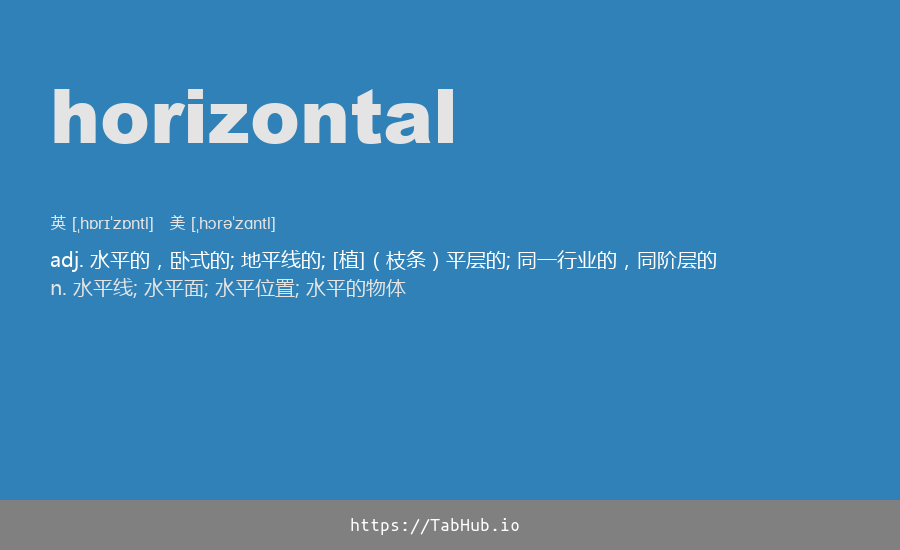 horizontal
英 [ˌhɒrɪˈzɒntl] 美 [ˌhɔrəˈzɑntl]
adj. 水平的，卧式的; 地平线的; [植]（枝条）平层的; 同一行业的，同阶层的
n. 水平线; 水平面; 水平位置; 水平的物体
https://TabHub.io